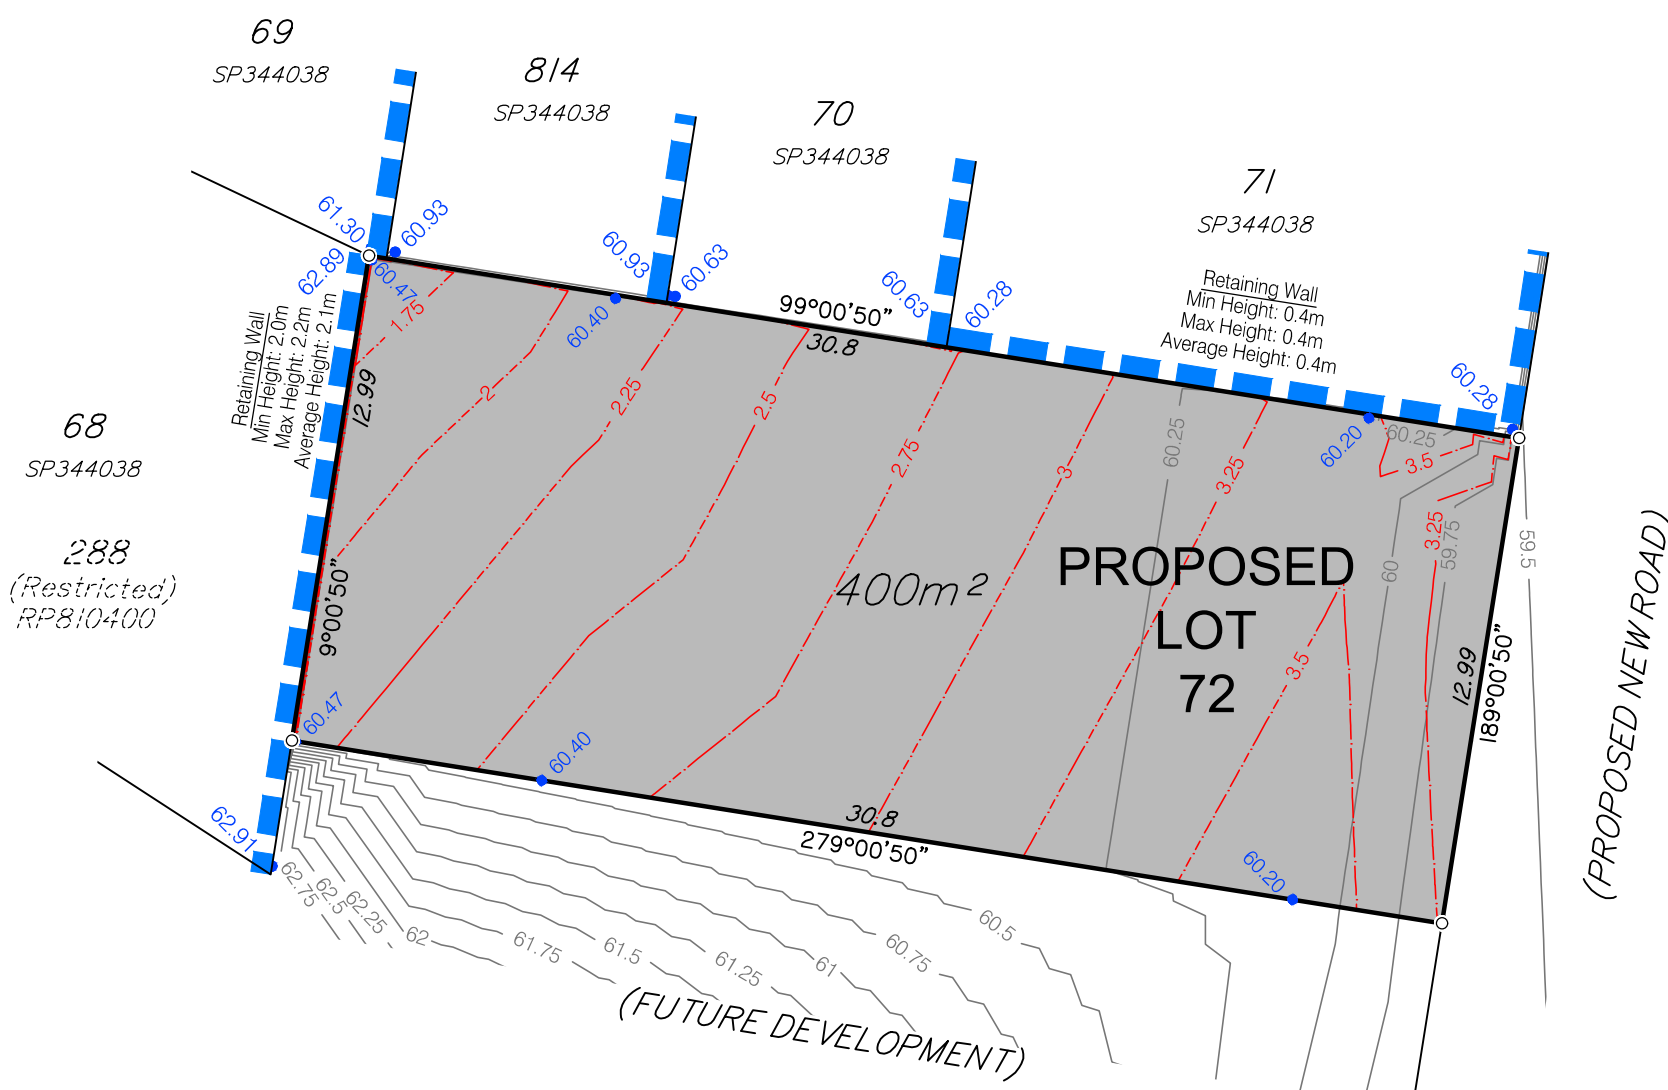 69
SP344038
814
SP344038
70
SP344038
71
SP344038
61.30
60.93
62.89
60.47
1.75
60.93
60.63
60.40
60.63
60.28
99°00'50"
30.8
Retaining Wall
Min Height: 0.4m
Max Height: 0.4m
Average Height: 0.4m
60.28
Retaining Wall
Min Height: 2.0m
Max Height: 2.2m
Average Height: 2.1m
12.99
2
2.25
2.5
2.75
3
60.25
3.25
60.20
60.25
3.5
68
SP344038
288
(Restricted)
RP810400
9°00'50"
400m²
PROPOSED
LOT
72
60
3.25
59.75
59.5
(PROPOSED NEW ROAD)
3.5
12.99
189°00'50"
60.47
60.40
30.8
279°00'50"
60.20
62.91
62.75
62.5
62.25
62
61.75
61.5
61.25
61
60.75
60.5
(FUTURE DEVELOPMENT)